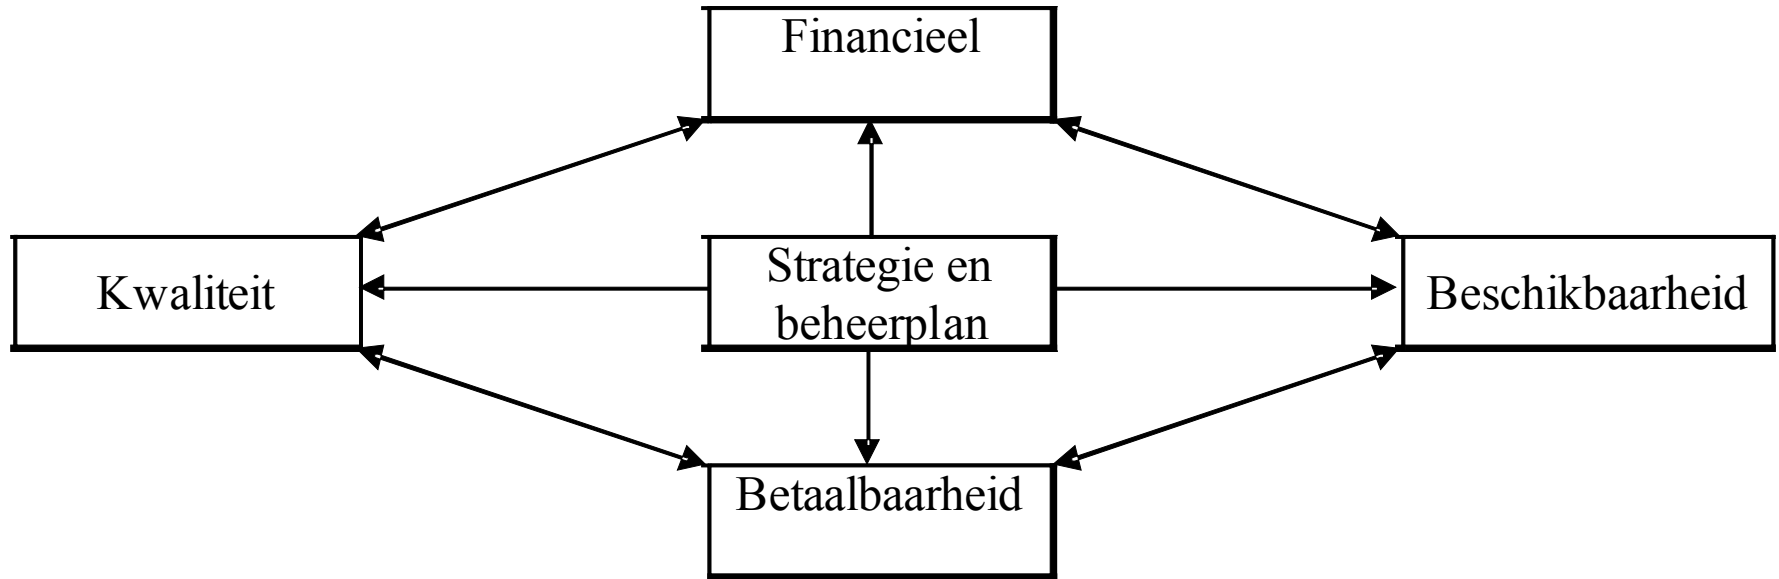 Financieel
Kwaliteit
Strategie en
beheerplan
Beschikbaarheid
Betaalbaarheid